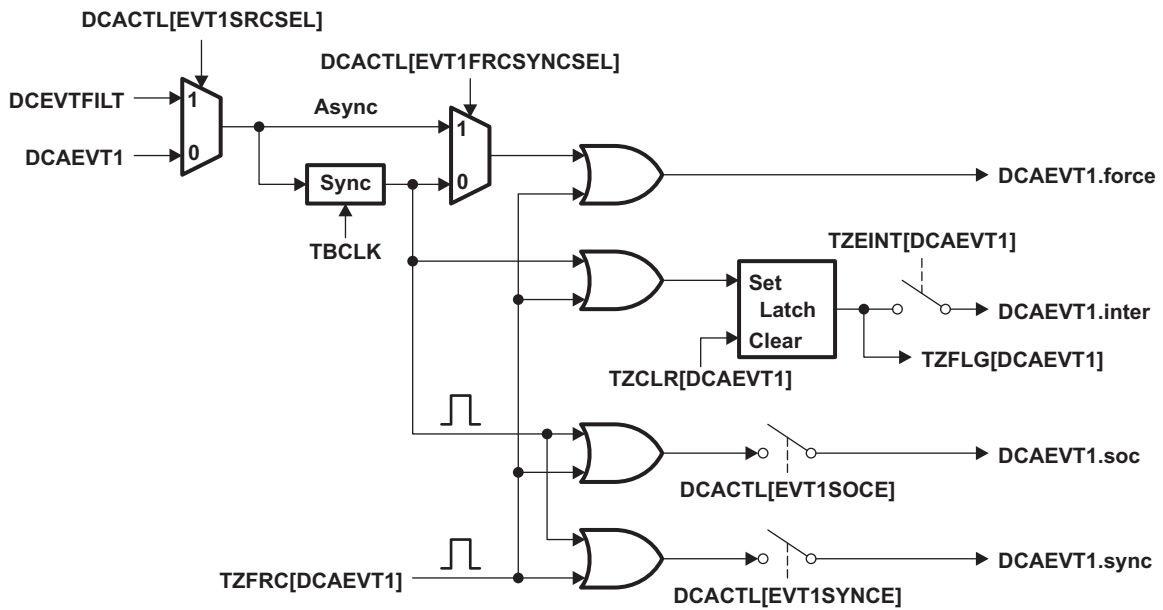 DCACTL[EVT1SRCSEL]
DCACTL[EVT1FRCSYNCSEL]
DCEVTFILT
1
Async
1
DCAEVT1
0
Sync
0
DCAEVT1.force
TBCLK
TZEINT[DCAEVT1]
Set
Latch
DCAEVT1.inter
Clear
TZFLG[DCAEVT1]
TZCLR[DCAEVT1]
DCAEVT1.soc
DCACTL[EVT1SOCE]
DCAEVT1.sync
TZFRC[DCAEVT1]
DCACTL[EVT1SYNCE]